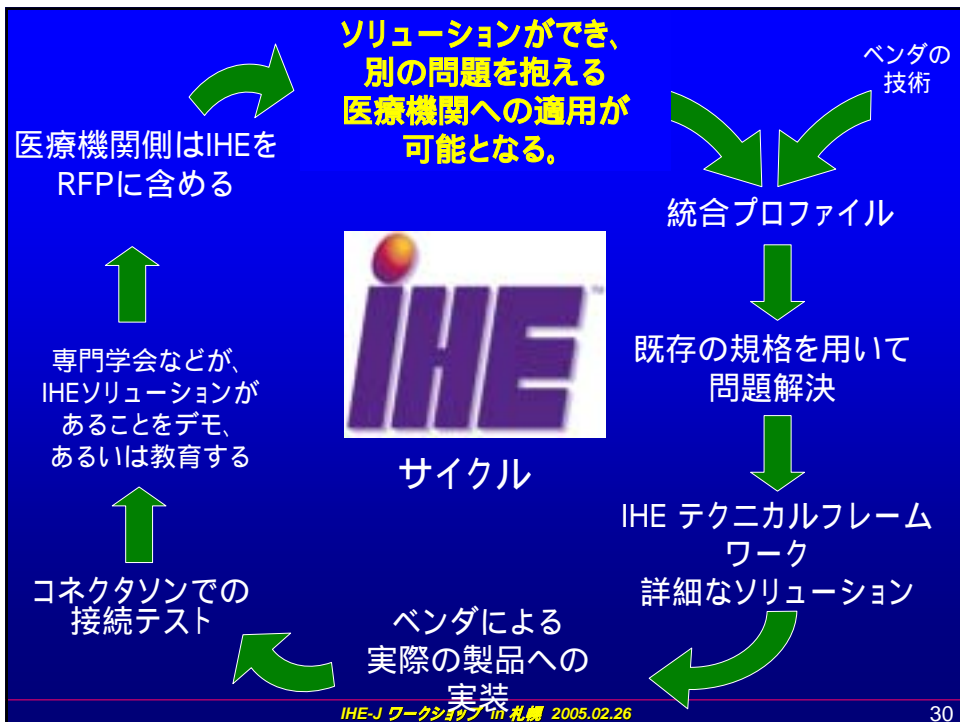 ソリューションができ、
別の問題を抱える
医療機関への適用が
可能となる。
ベンダの
技術
統合プロファイル
既存の規格を用いて
問題解決
IHE テクニカルフレーム
ワーク
詳細なソリューション
ベンダによる
実際の製品への
実装
コネクタソンでの
接続テスト
専門学会などが、
IHEソリューションが
あることをデモ、
あるいは教育する
医療機関側はIHEを
RFPに含める
IHE™
サイクル
IHE-J ワークショップ in 札幌 2005.02.26
30